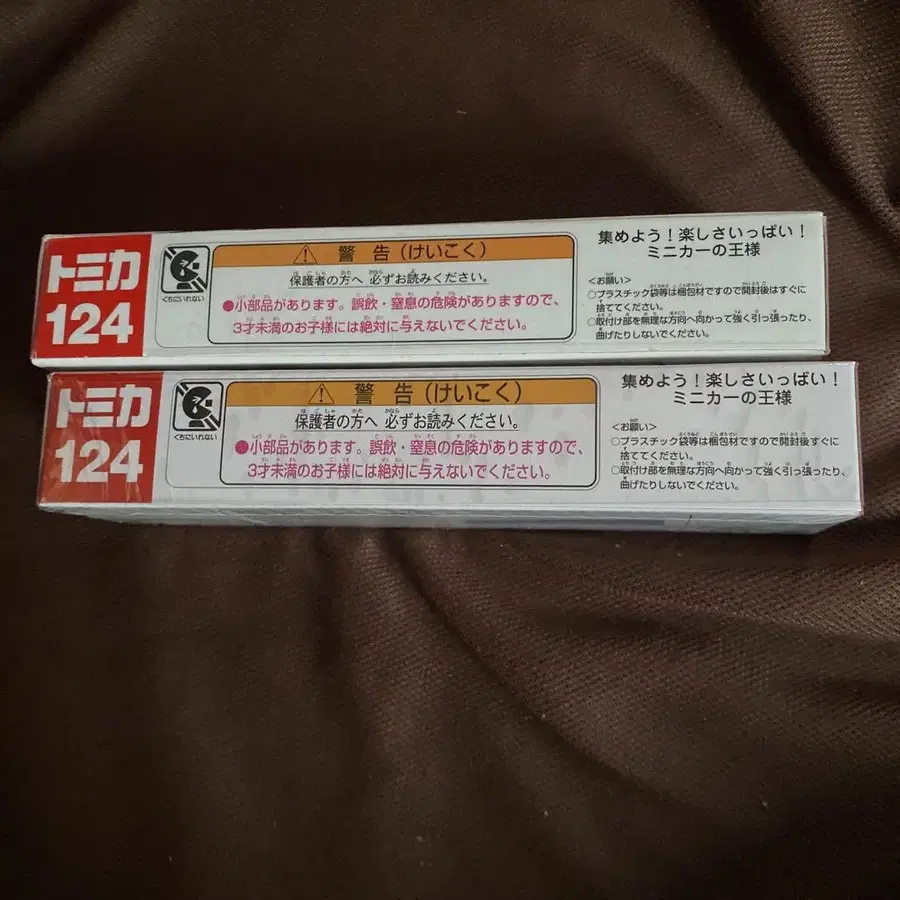 トミカ
124
くちにいれない
警告(けいこく)
保護者の方へ 必ずお読みください。
●小部品があります。誤飲・窒息の危険がありますので、
3才未満のお子様には絶対に与えないでください。
集めよう!楽しさいっぱい!
ミニカーの王様
<お願い>
○プラスチック袋等は梱包材ですので開封後はすぐに
捨ててください。
○取付け部を無理な方向へ向かって強く引っ張ったり、
曲げたりしないでください。
トミカ
124
くちにいれない
警告(けいこく)
保護者の方へ 必ずお読みください。
●小部品があります。誤飲・窒息の危険がありますので、
3才未満のお子様には絶対に与えないでください。
集めよう!楽しさいっぱい!
ミニカーの王様
<お願い>
○プラスチック袋等は梱包材ですので開封後すぐに
捨ててください。
○取付け部を無理な方向へ向かって強く引っ張ったり、
曲げたりしないでください。